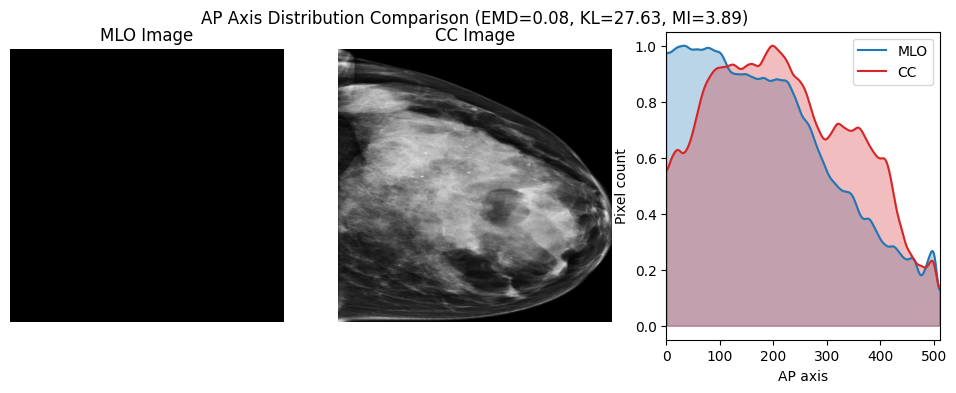 AP Axis Distribution Comparison (EMD=0.08, KL=27.63, MI=3.89)
MLO Image
CC Image
MLO
CC
Pixel count
1.0
0.8
0.6
0.4
0.2
0.0
0 100 200 300 400 500
AP axis